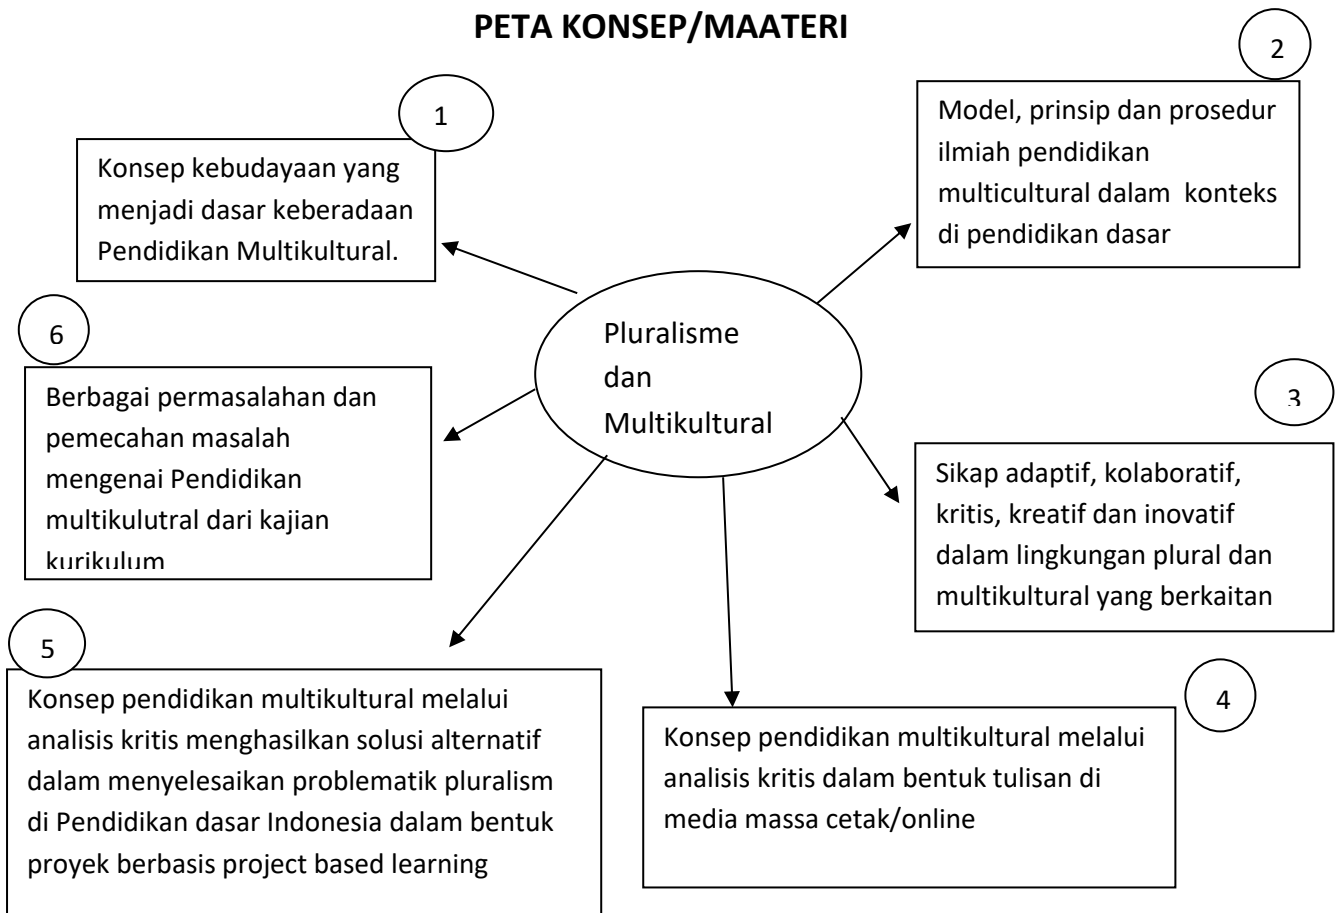 PETA KONSEP/MAATERI
1
Konsep kebudayaan yang
menjadi dasar keberadaan
Pendidikan Multikultural.
2
Model, prinsip dan prosedur
ilmiah pendidikan
multicultural dalam konteks
di pendidikan dasar
Pluralisme
dan
Multikultural
3
Sikap adaptif, kolaboratif,
kritis, kreatif dan inovatif
dalam lingkungan plural dan
multikultural yang berkaitan
4
Konsep pendidikan multikultural melalui
analisis kritis dalam bentuk tulisan di
media massa cetak/online
5
Konsep pendidikan multikultural melalui
analisis kritis menghasilkan solusi alternatif
dalam menyelesaikan problematik pluralism
di Pendidikan dasar Indonesia dalam bentuk
proyek berbasis project based learning
6
Berbagai permasalahan dan
pemecahan masalah
mengenai Pendidikan
multikulutral dari kajian
kurikulum